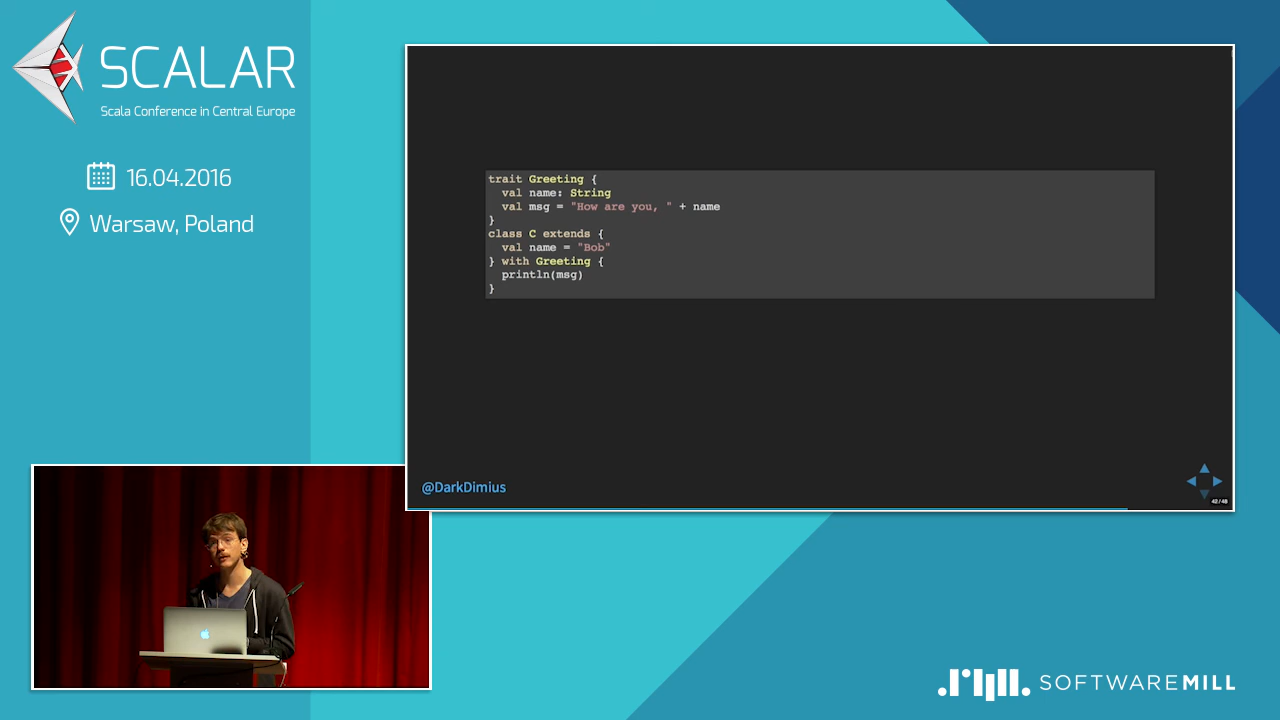 SCALAR
Scala Conference in Central Europe
16.04.2016
Warsaw, Poland
trait Greeting {
  val name: String
  val msg = "How are you, " + name
}
class C extends {
  val name = "Bob"
} with Greeting {
  println(msg)
}
@DarkDimius
42/48
SOFTWAREMILL